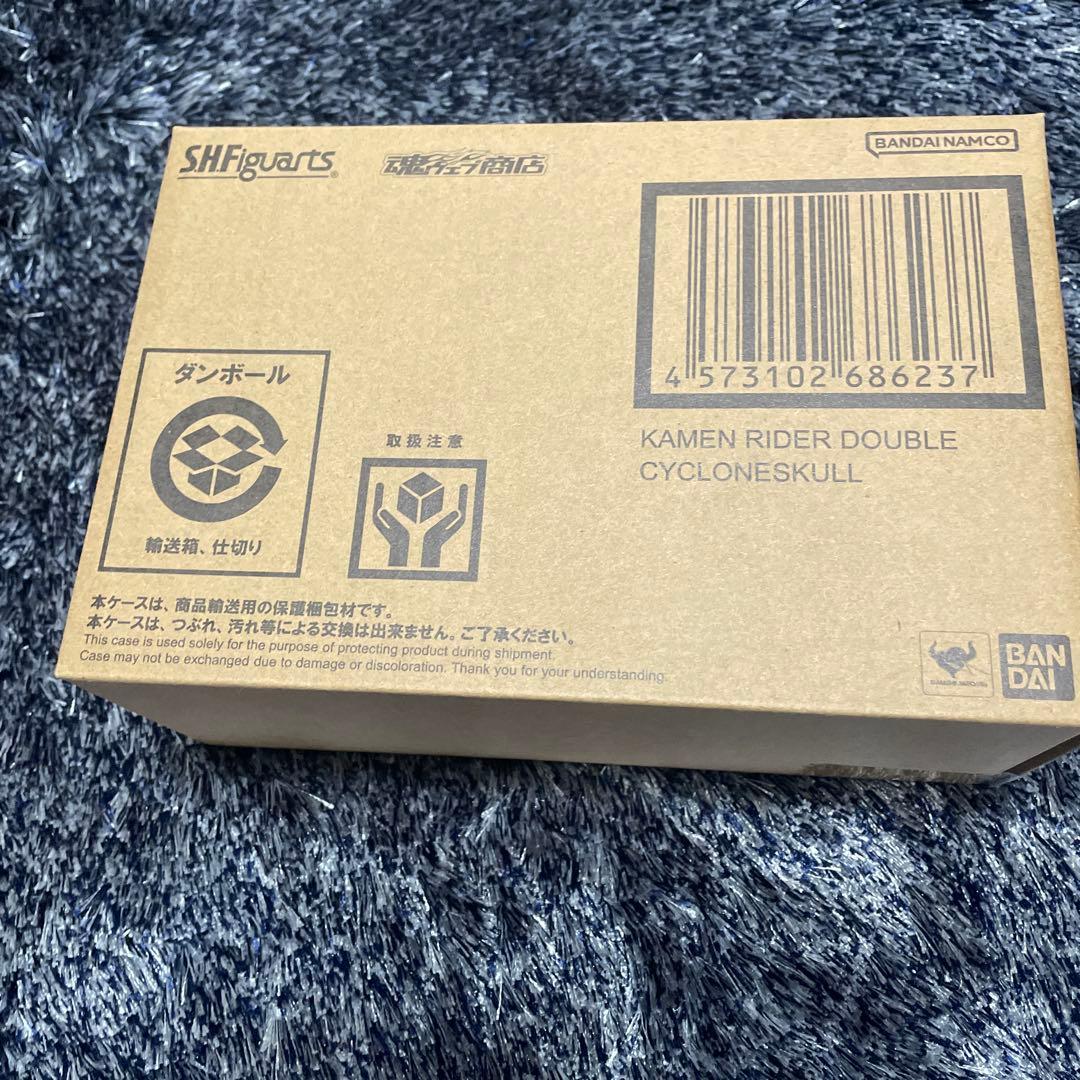 S.H.Figuarts
魂ウェブ商店
BANDAI NAMCO
4 573102 686237
KAMEN RIDER DOUBLE
CYCLONESKULL
ダンボール
輸送箱、仕切り
取扱注意
本ケースは、商品輸送用の保護梱包材です。
本ケースは、つぶれ、汚れ等による交換は出来ません。ご了承ください。
This case is used solely for the purpose of protecting product during shipment.
Case may not be exchanged due to damage or discoloration. Thank you for your understanding.
BAN
DAI